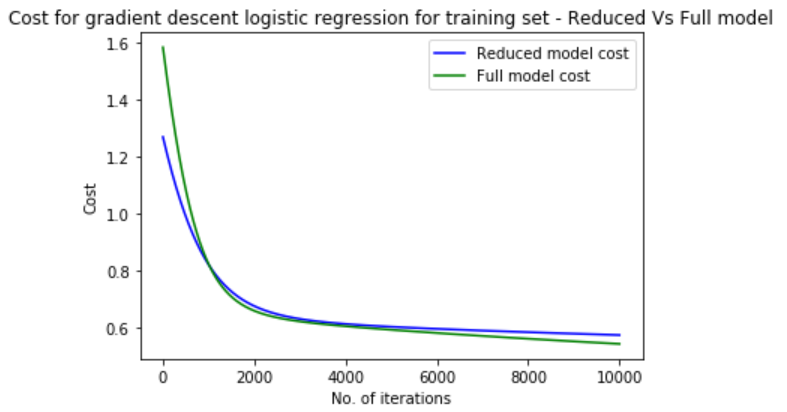 Cost for gradient descent logistic regression for training set - Reduced Vs Full model
Reduced model cost
Full model cost
1.6
1.4
1.2
1.0
0.8
0.6
Cost
0
2000
4000
6000
8000
10000
No. of iterations